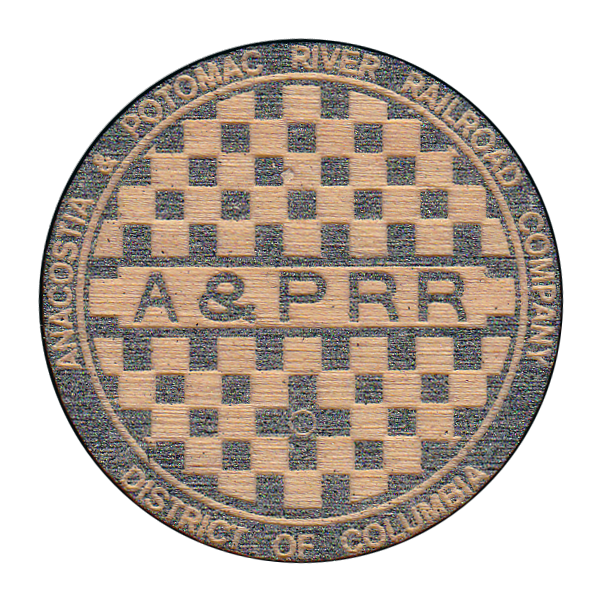 ANACOSTIA & POTOMAC RIVER RAILROAD COMPANY
A&PRR
DISTRICT OF COLUMBIA